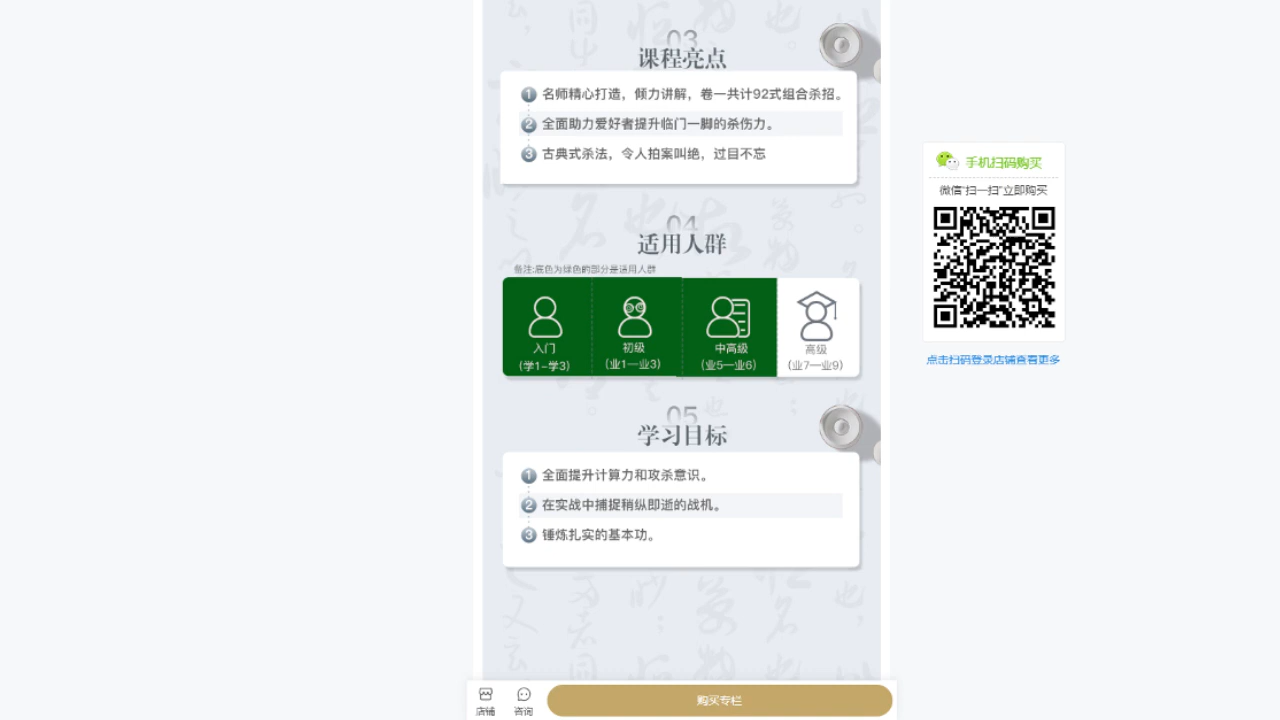 03
课程亮点
1 名师精心打造，倾力讲解，卷一共计92式组合杀招。
2 全面助力爱好者提升临门一脚的杀伤力。
3 古典式杀法，令人拍案叫绝，过目不忘
04
适用人群
备注:底色为绿色的部分是适用人群
入门
(学1-学3)
初级
(业1—业3)
中高级
(业5—业6)
高级
(业7—业9)
05
学习目标
1 全面提升计算力和攻杀意识。
2 在实战中捕捉稍纵即逝的战机。
3 锤炼扎实的基本功。
店铺
咨询
购买专栏
手机扫码购买
微信"扫一扫"立即购买
点击扫码登录店铺查看更多